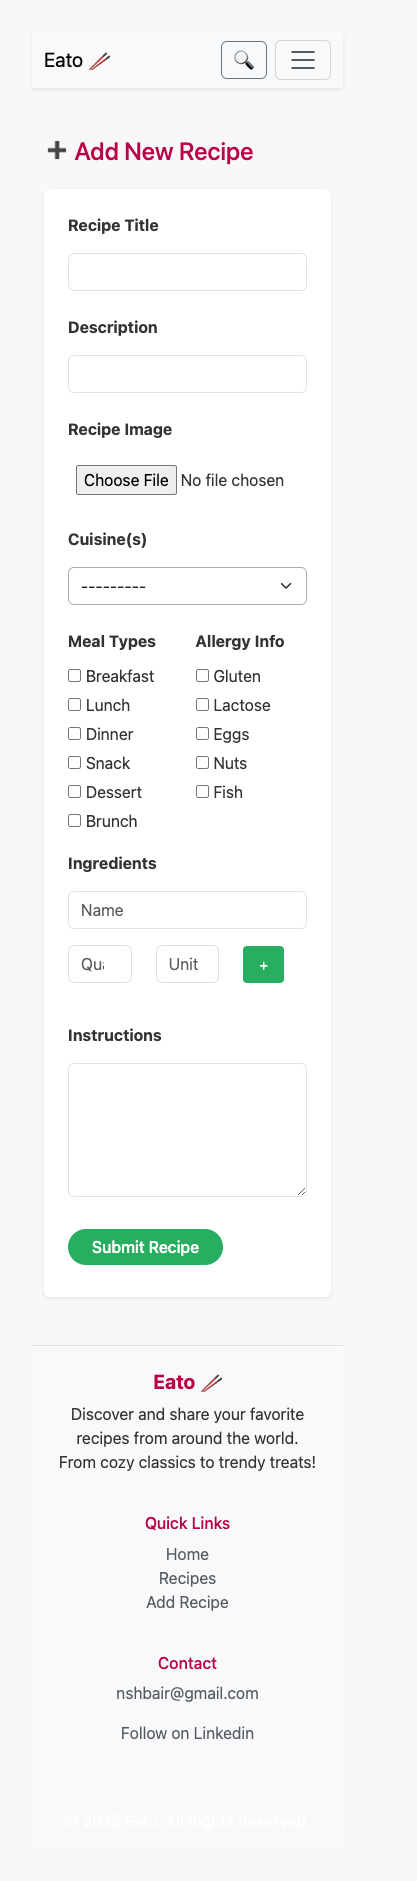 Eato
Add New Recipe
Recipe Title
Description
Recipe Image
Choose File No file chosen
Cuisine(s)
---------
Meal Types Allergy Info
Breakfast Gluten
Lunch Lactose
Dinner Eggs
Snack Nuts
Dessert Fish
Brunch
Ingredients
Name
Qua Unit +
Instructions
Submit Recipe
Eato
Discover and share your favorite
recipes from around the world.
From cozy classics to trendy treats!
Quick Links
Home
Recipes
Add Recipe
Contact
nshbair@gmail.com
Follow on Linkedin
© 2025 Eato. All Rights Reserved.